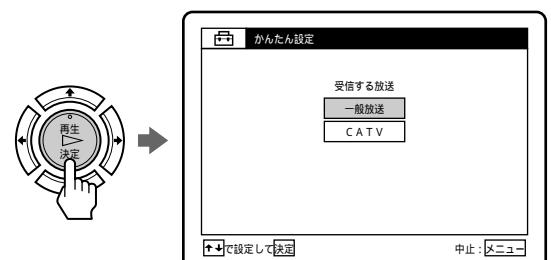 かんたん設定
受信する放送
一般放送
CATV
再生
決定
↑↓で設定して決定
中止：メニュー